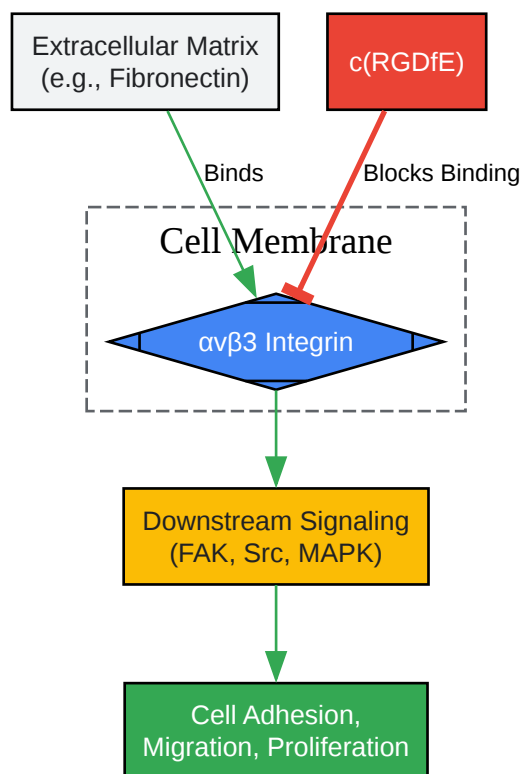 Extracellular Matrix
(e.g., Fibronectin)
c(RGDfE)
Binds
Blocks Binding
Cell Membrane
αvβ3 Integrin
Downstream Signaling
(FAK, Src, MAPK)
Cell Adhesion,
Migration, Proliferation